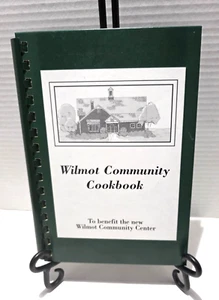 Wilmot Community
Cookbook
To benefit the new
Wilmot Community Center